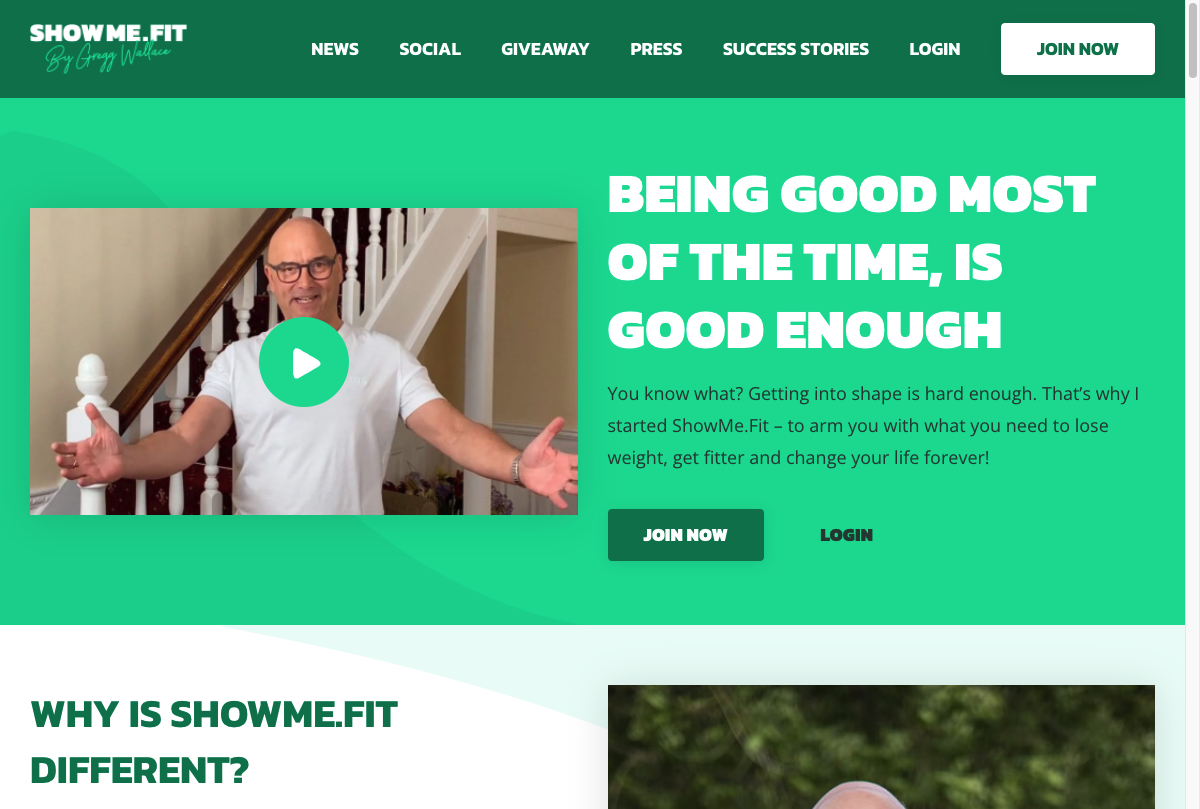 SHOWME.FIT
By Gregg Wallace
NEWS
SOCIAL
GIVEAWAY
PRESS
SUCCESS STORIES
LOGIN
JOIN NOW
BEING GOOD MOST
OF THE TIME, IS
GOOD ENOUGH
You know what? Getting into shape is hard enough. That’s why I
started ShowMe.Fit – to arm you with what you need to lose
weight, get fitter and change your life forever!
JOIN NOW
LOGIN
WHY IS SHOWME.FIT
DIFFERENT?